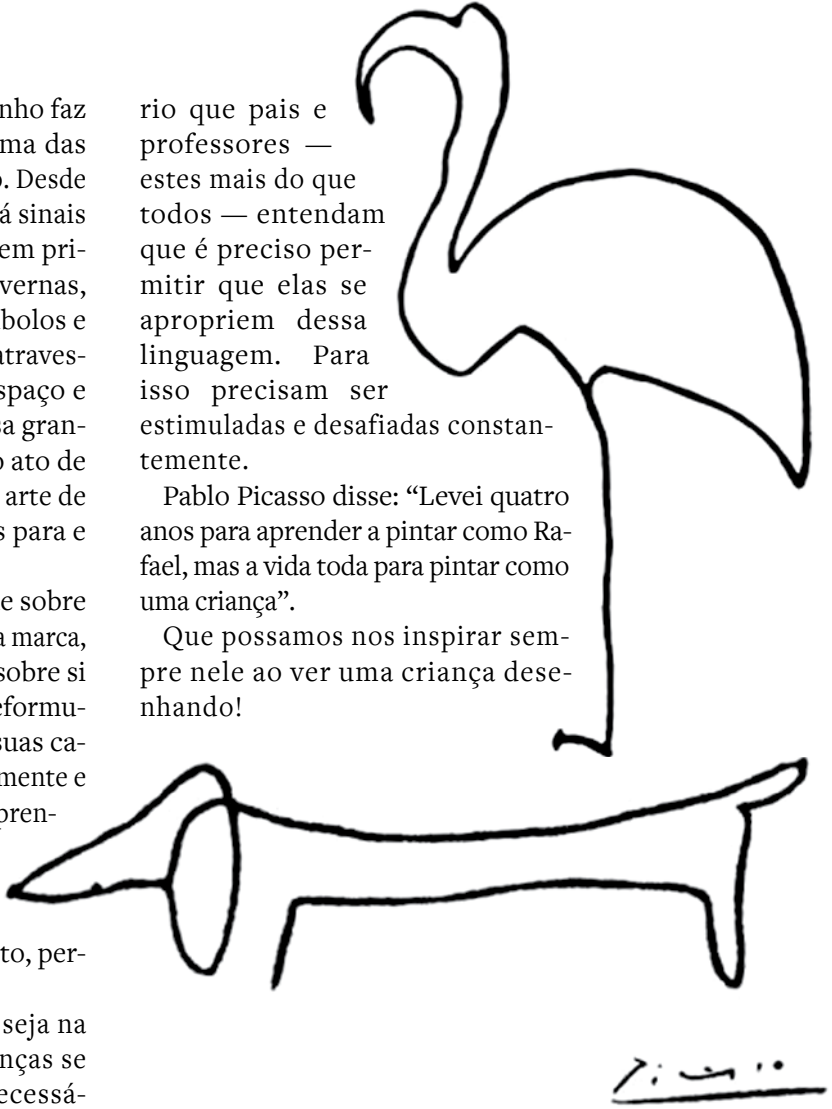 nho faz
ma das
o. Desde
á sinais
em pri-
vernas,
bolos e
atraves-
spaço e
sa gran-
o ato de
arte de
s para e
e sobre
a marca,
sobre si
eformu-
suas ca-
mente e
pren-
to, per-
seja na
nças se
ecessá-
rio que pais e
professores —
estes mais do que
todos — entendam
que é preciso per-
mitir que elas se
apropriem dessa
linguagem. Para
isso precisam ser
estimuladas e desafiadas constan-
temente.
Pablo Picasso disse: “Levei quatro
anos para aprender a pintar como Ra-
fael, mas a vida toda para pintar como
uma criança”.
Que possamos nos inspirar sem-
pre nele ao ver uma criança dese-
nhando!
Picasso